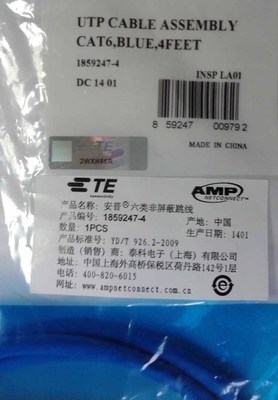 UTP CABLE ASSEMBLY
CAT6,BLUE,4FEET
1859247-4
DC 14 01
INSP LA01
8 59247 00979 2
2WXH4KR
TE
AMP
NETCONNECT
产品名称: 安普®六类非屏蔽跳线
产品编号: 1859247-4
产地: 中国
数量: 1PCS
生产日期: 1401
产品标准号: YD/T 926.2-2009
制造(销售)商: 泰科电子(上海)有限公司
地址: 中国上海外高桥保税区荷丹路142号1层
电话: 400-820-6015
www.ampnetconnect.com.cn